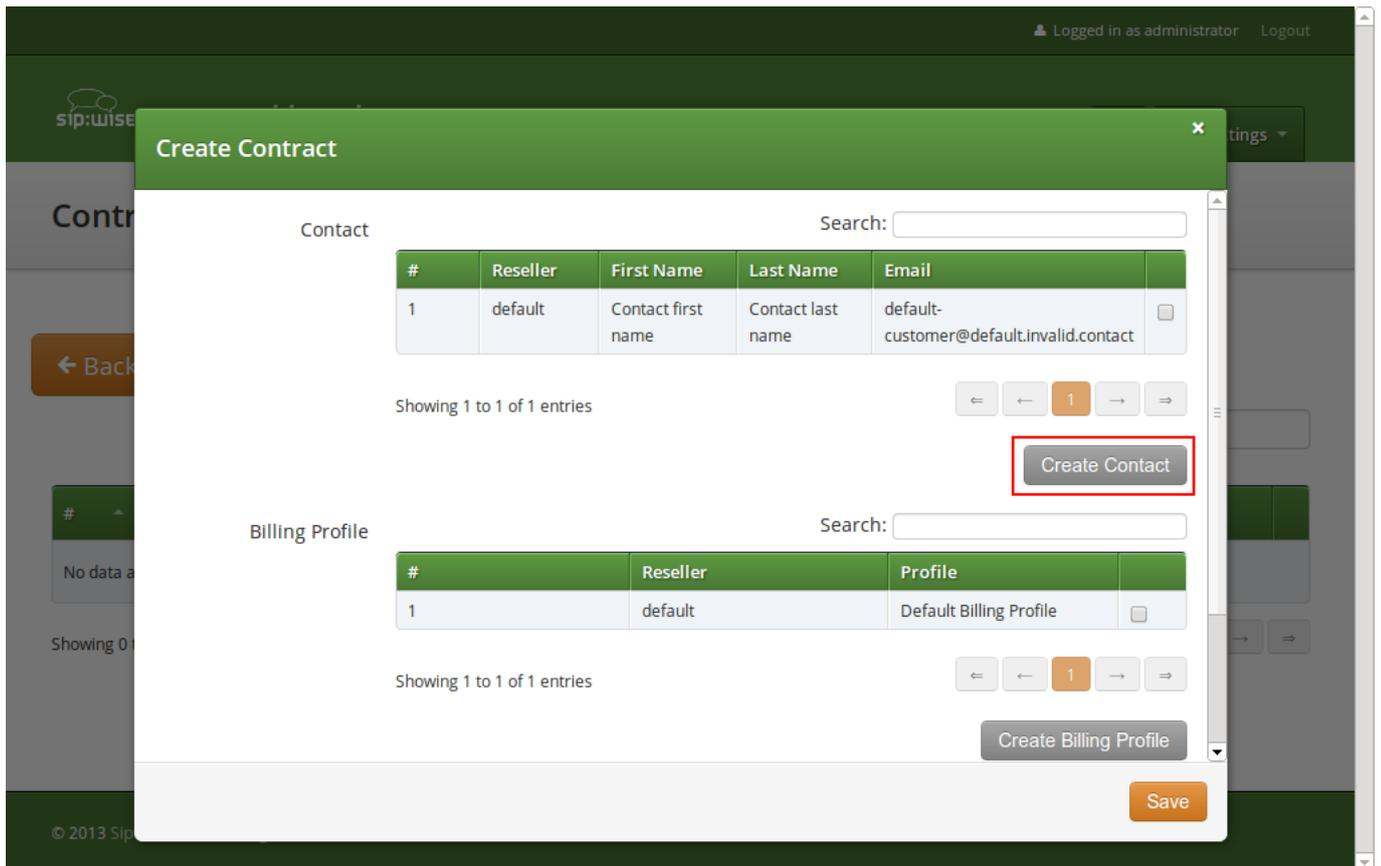 Logged in as administrator Logout
sip:wise
tings
Create Contract ×
Contr
Contact
Search:
# Reseller First Name Last Name Email
1 default Contact first name Contact last name default-customer@default.invalid.contact
← Back
Showing 1 to 1 of 1 entries
⇐ ← 1 → ⇒
Create Contact
Billing Profile
Search:
#
# Reseller Profile
No data a
1 default Default Billing Profile
Showing 0 t
→ ⇒
Showing 1 to 1 of 1 entries
⇐ ← 1 → ⇒
Create Billing Profile
Save
© 2013 Sip